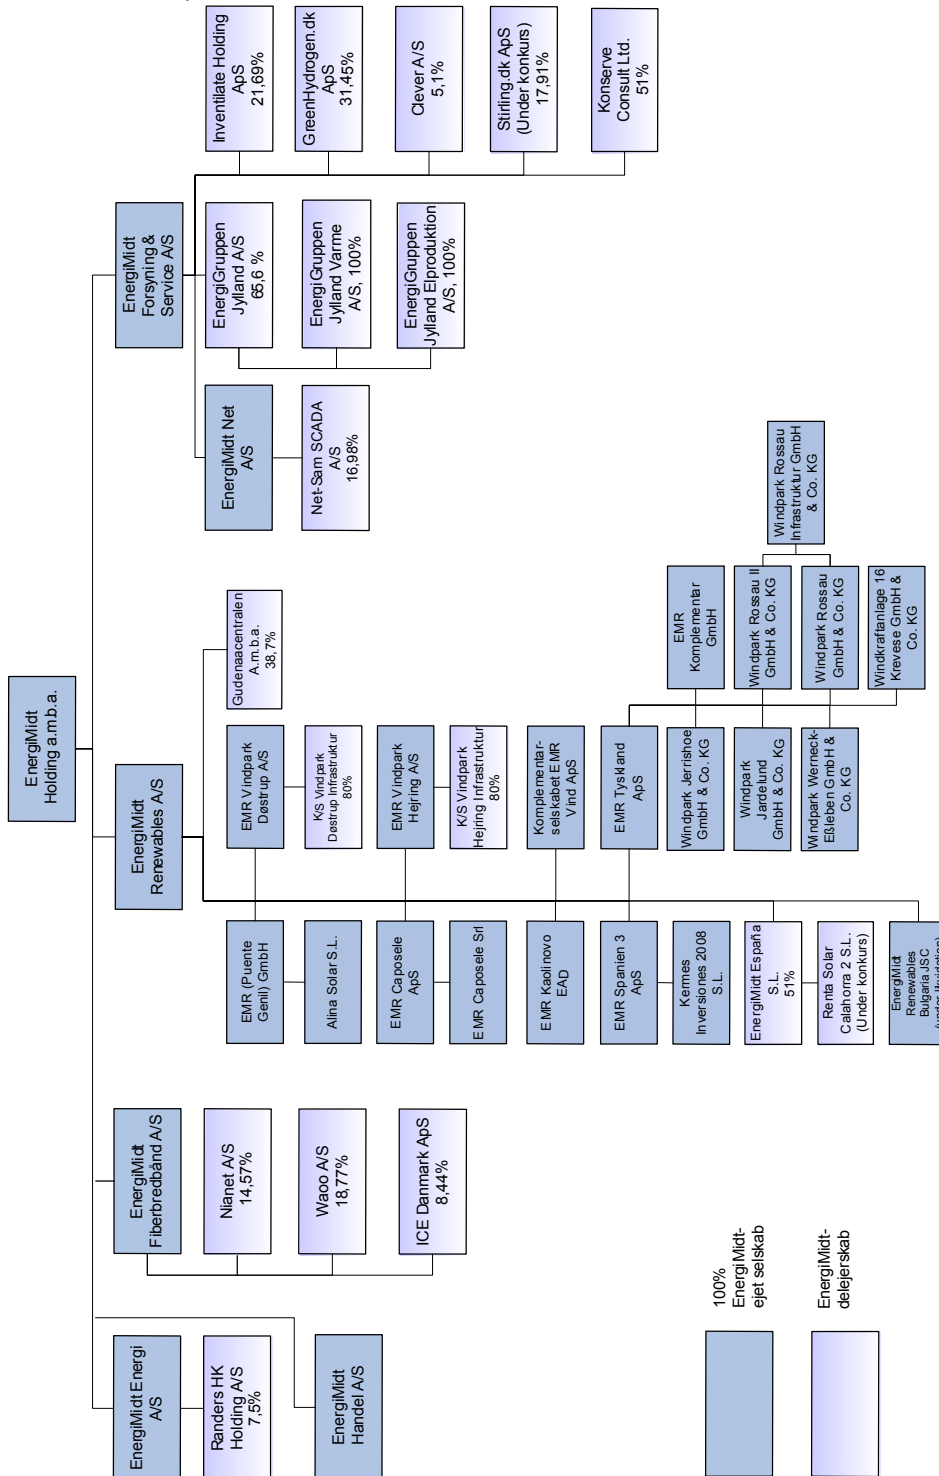 EnergiMidt
Holding a.m.b.a.
EnergiMidt Energi
A/S
Randers HK
Holding A/S
7,5%
EnergiMidt
Handel A/S
EnergiMidt
Fiberbredbånd A/S
Nianet A/S
14,57%
Waoo A/S
18,77%
ICE Danmark ApS
8,44%
EnergiMidt
Renewables A/S
Gudenaacentralen
A.m.b.a.
38,7%
EMR (Puente
Genil) GmbH
EMR Vindpark
Døstrup A/S
Alina Solar S.L.
K/S Vindpark
Døstrup Infrastruktur
80%
EMR Caposele
ApS
EMR Vindpark
Hejring A/S
EMR Caposele Srl
K/S Vindpark
Hejring Infrastruktur
80%
EMR Kaolinovo
EAD
Komplementar-
selskabet EMR
Vind ApS
EMR Spanien 3
ApS
EMR Tyskland
ApS
Kermes
Inversiones 2008
S.L.
EnergiMidt España
S.L.
51%
Renta Solar
Calahorra 2 S.L.
(Under konkurs)
EnergiMidt
Renewables
Bulgaria JSC
(under likvidation)
Windpark Jerrishoe
GmbH & Co. KG
EMR
Komplementar
GmbH
Windpark
Jardelund
GmbH & Co. KG
Windpark Rossau II
GmbH & Co. KG
Windpark Werneck-
Eßleben GmbH &
Co. KG
Windpark Rossau
GmbH & Co. KG
Windkraftanlage 16
Krevese GmbH &
Co. KG
Windpark Rossau
Infrastruktur GmbH
& Co. KG
EnergiMidt
Forsyning &
Service A/S
EnergiMidt Net
A/S
Net-Sam SCADA
A/S
16,98%
EnergiGruppen
Jylland A/S
65,6 %
EnergiGruppen
Jylland Varme
A/S, 100%
EnergiGruppen
Jylland Elproduktion
A/S, 100%
Inventilate Holding
ApS
21,69%
GreenHydrogen.dk
ApS
31,45%
Clever A/S
5,1%
Stirling.dk ApS
(Under konkurs)
17,91%
Konserve
Consult Ltd.
51%
100%
EnergiMidt-
ejet selskab
EnergiMidt-
delejerskab